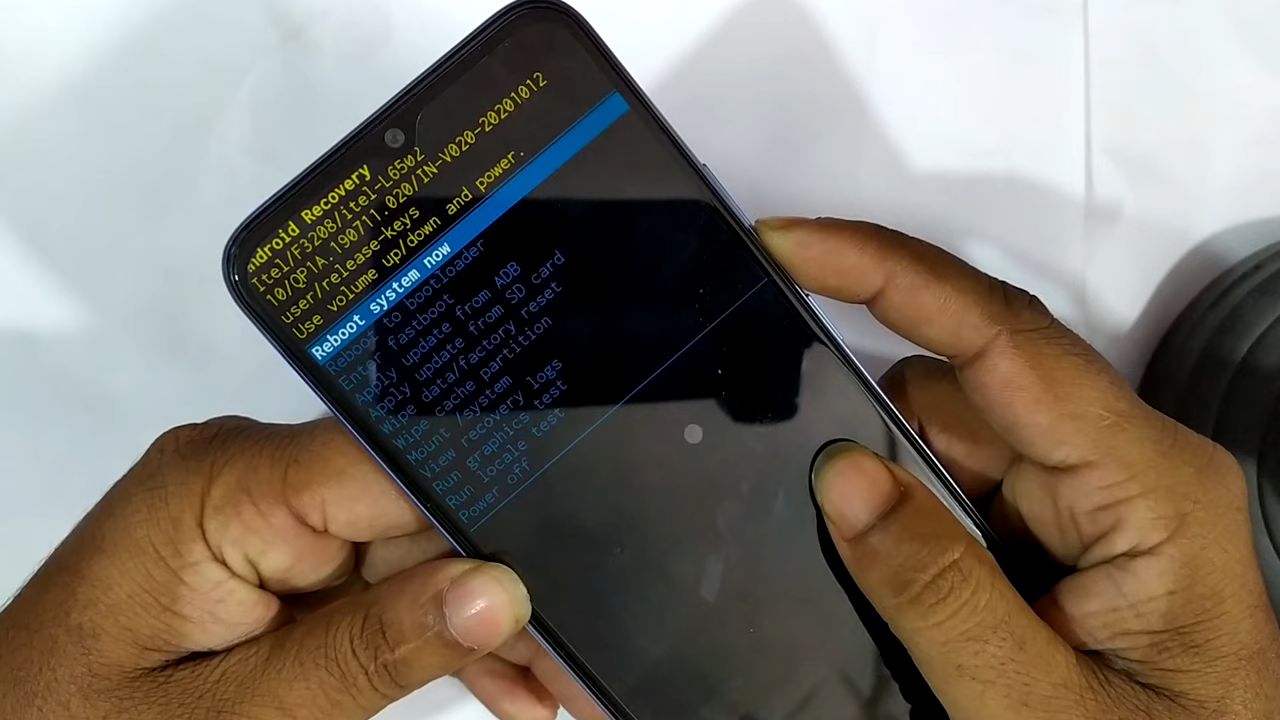 ndroid Recovery
Itel/F3208/itel-L6502
10/QP1A.190711.020/IN-V020-20201012
user/release-keys
Use volume up/down and power.
Reboot system now
Reboot to bootloader
Enter fastboot
Apply update from ADB
Apply update from SD card
Wipe data/factory reset
Wipe cache partition
Mount /system
View recovery logs
Run graphics test
Run locale test
Power off